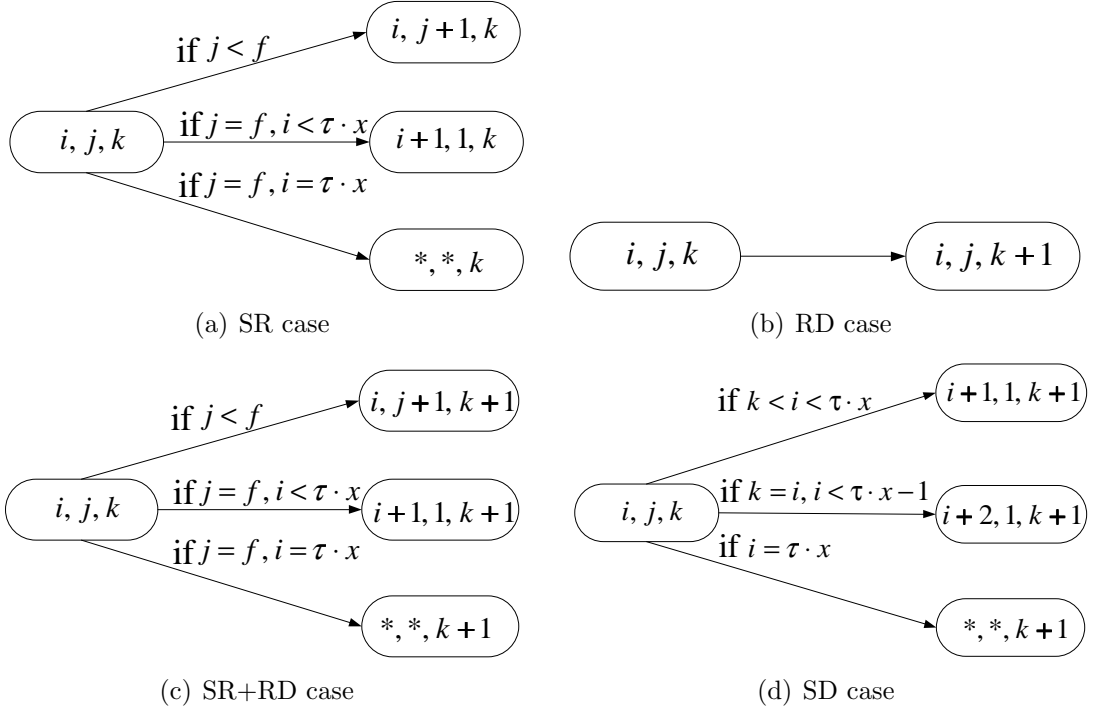 i, j+1, k
if j < f
if j = f, i < τ · x
i, j, k
i+1, 1, k
if j = f, i = τ · x
*,*, k
(a) SR case
i, j, k
i, j, k+1
(b) RD case
i, j+1, k+1
if j < f
if j = f, i < τ · x
i, j, k
i+1, 1, k+1
if j = f, i = τ · x
*,*, k+1
(c) SR+RD case
i+1, 1, k+1
if k < i < τ · x
if k = i, i < τ · x−1
i, j, k
i+2, 1, k+1
if i = τ · x
*,*, k+1
(d) SD case